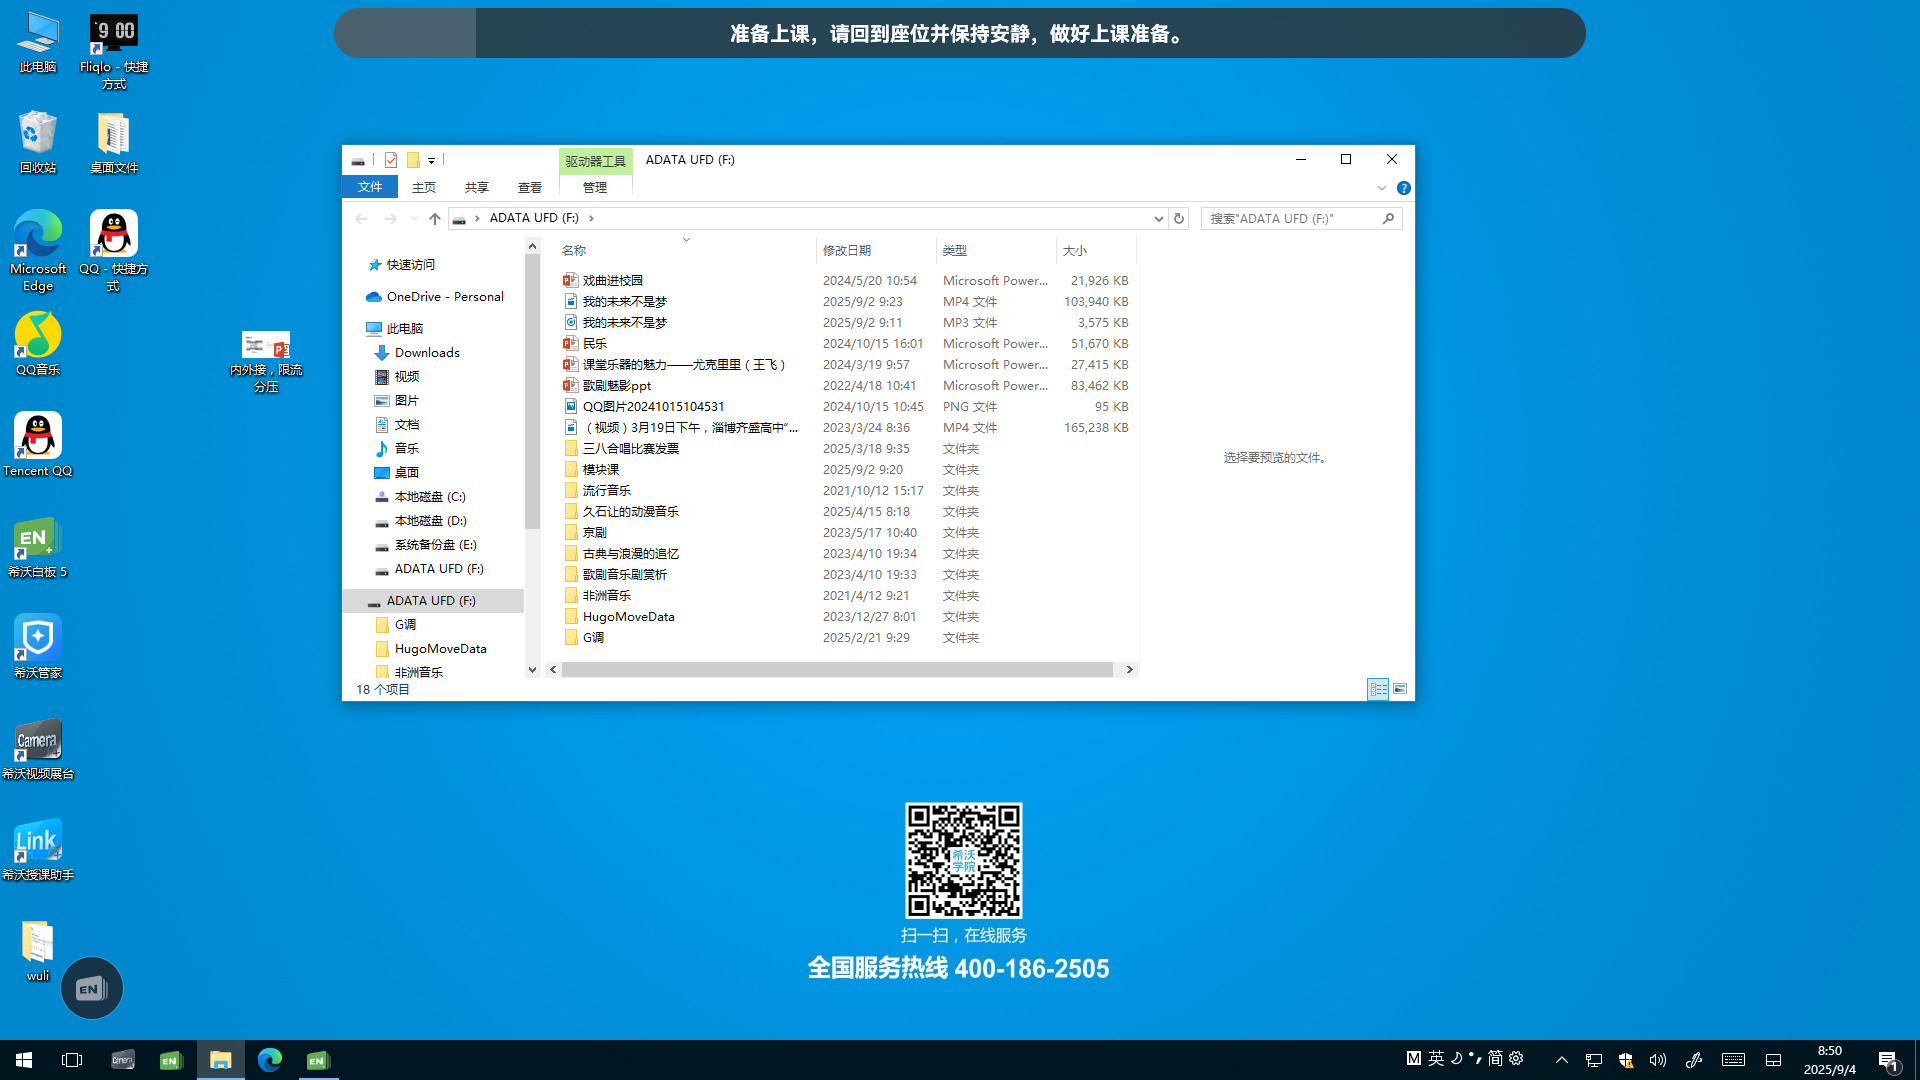 准备上课，请回到座位并保持安静，做好上课准备。
此电脑
Fliqlo - 快捷方式
回收站
桌面文件
Microsoft Edge
QQ - 快捷方式
QQ音乐
内外接，限流分压
Tencent QQ
希沃白板 5
希沃管家
Camera
希沃视频展台
Link
希沃授课助手
wuli
EN
驱动器工具
ADATA UFD (F:)
文件
主页
共享
查看
管理
ADATA UFD (F:)
搜索"ADATA UFD (F:)"
快速访问
OneDrive - Personal
此电脑
Downloads
视频
图片
文档
音乐
桌面
本地磁盘 (C:)
本地磁盘 (D:)
系统备份盘 (E:)
ADATA UFD (F:)
ADATA UFD (F:)
G调
HugoMoveData
非洲音乐
名称 修改日期 类型 大小
戏曲进校园 2024/5/20 10:54 Microsoft Power... 21,926 KB
我的未来不是梦 2025/9/2 9:23 MP4 文件 103,940 KB
我的未来不是梦 2025/9/2 9:11 MP3 文件 3,575 KB
民乐 2024/10/15 16:01 Microsoft Power... 51,670 KB
课堂乐器的魅力——尤克里里（王飞） 2024/3/19 9:57 Microsoft Power... 27,415 KB
歌剧魅影ppt 2022/4/18 10:41 Microsoft Power... 83,462 KB
QQ图片20241015104531 2024/10/15 10:45 PNG 文件 95 KB
（视频）3月19日下午，淄博齐盛高中“... 2023/3/24 8:36 MP4 文件 165,238 KB
三八合唱比赛发票 2025/3/18 9:35 文件夹
模块课 2025/9/2 9:20 文件夹
流行音乐 2021/10/12 15:17 文件夹
久石让的动漫音乐 2025/4/15 8:18 文件夹
京剧 2023/5/17 10:40 文件夹
古典与浪漫的追忆 2023/4/10 19:34 文件夹
歌剧音乐剧赏析 2023/4/10 19:33 文件夹
非洲音乐 2021/4/12 9:21 文件夹
HugoMoveData 2023/12/27 8:01 文件夹
G调 2025/2/21 9:29 文件夹
选择要预览的文件。
18 个项目
希沃学院
扫一扫，在线服务
全国服务热线 400-186-2505
M 英 简
8:50
2025/9/4
1